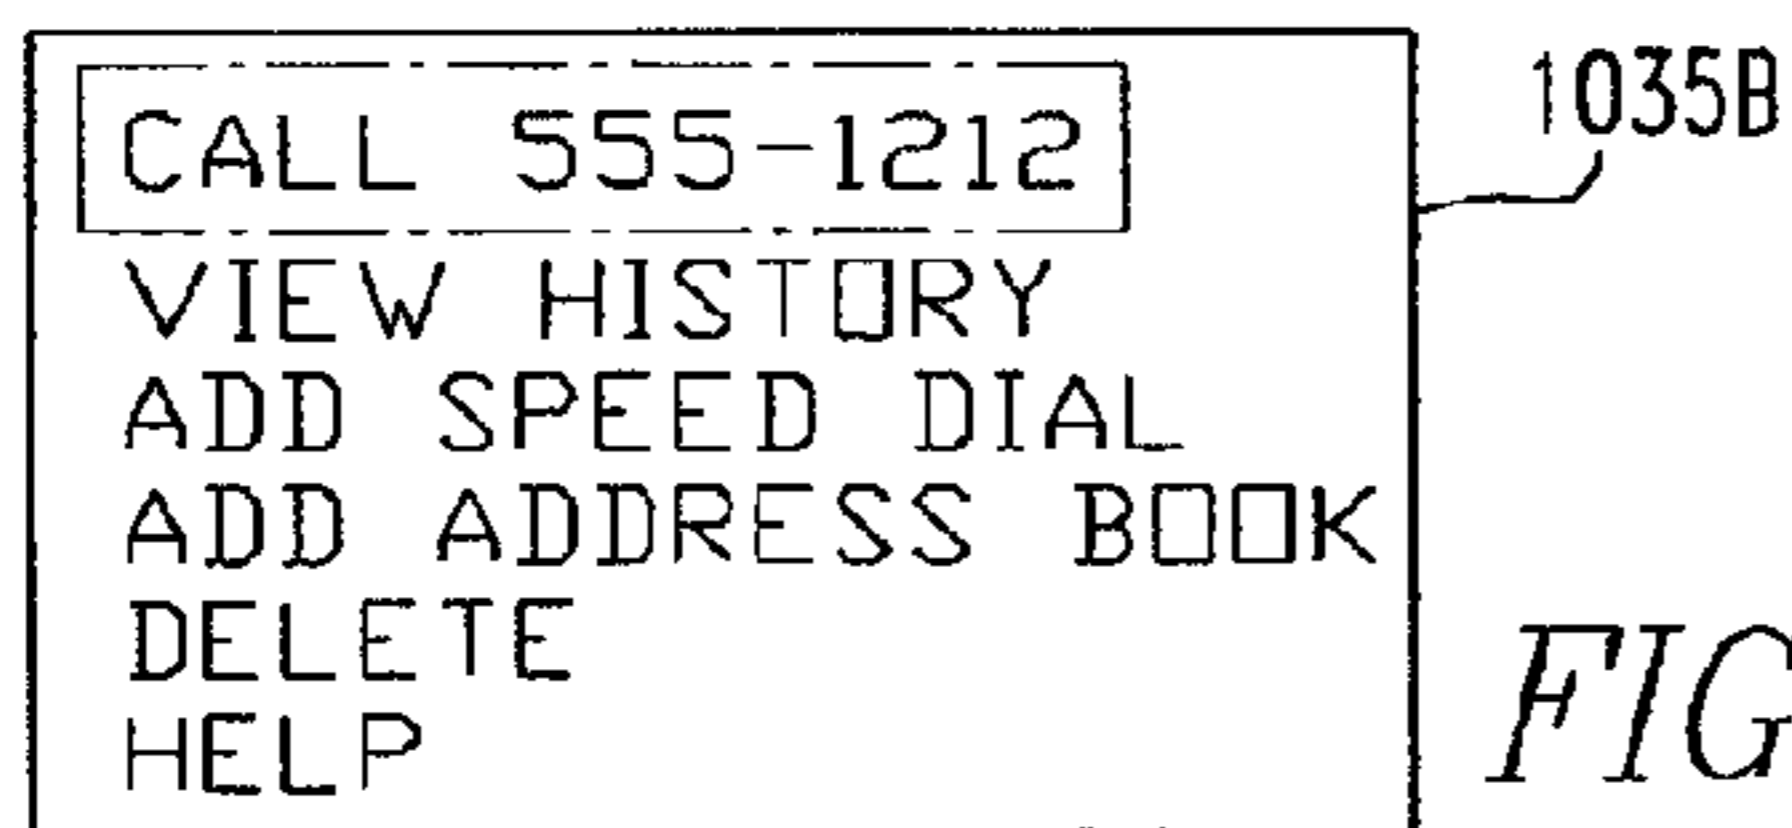 CALL 555-1212
1035B
VIEW HISTORY
ADD SPEED DIAL
ADD ADDRESS BOOK
DELETE
HELP
FIG